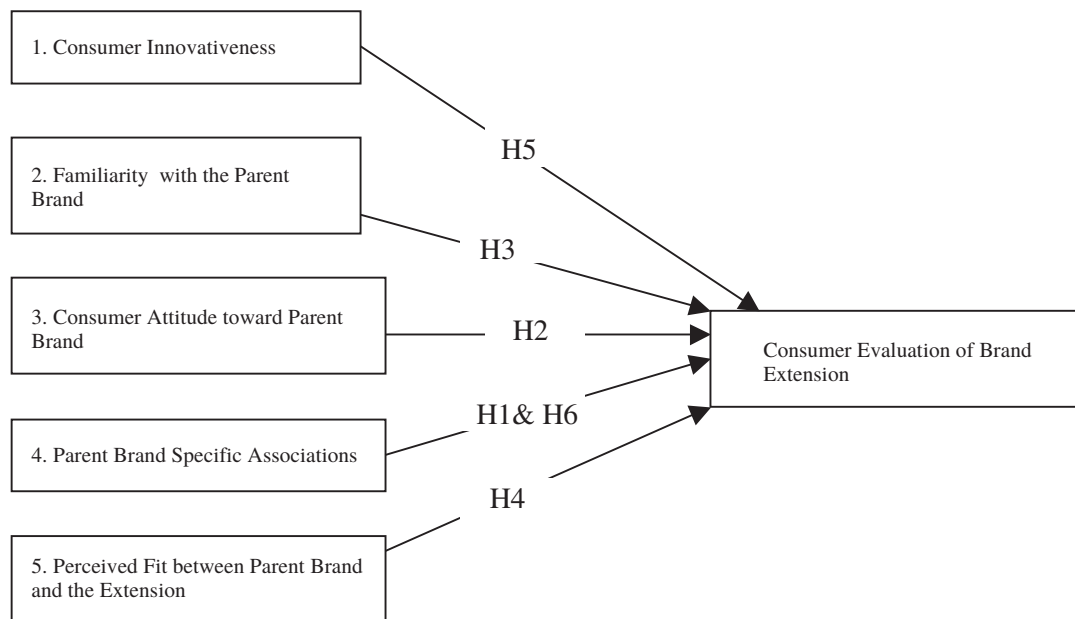 1. Consumer Innovativeness
H5
2. Familiarity with the Parent
Brand
H3
3. Consumer Attitude toward Parent
Brand
H2
Consumer Evaluation of Brand
Extension
H1& H6
4. Parent Brand Specific Associations
H4
5. Perceived Fit between Parent Brand
and the Extension